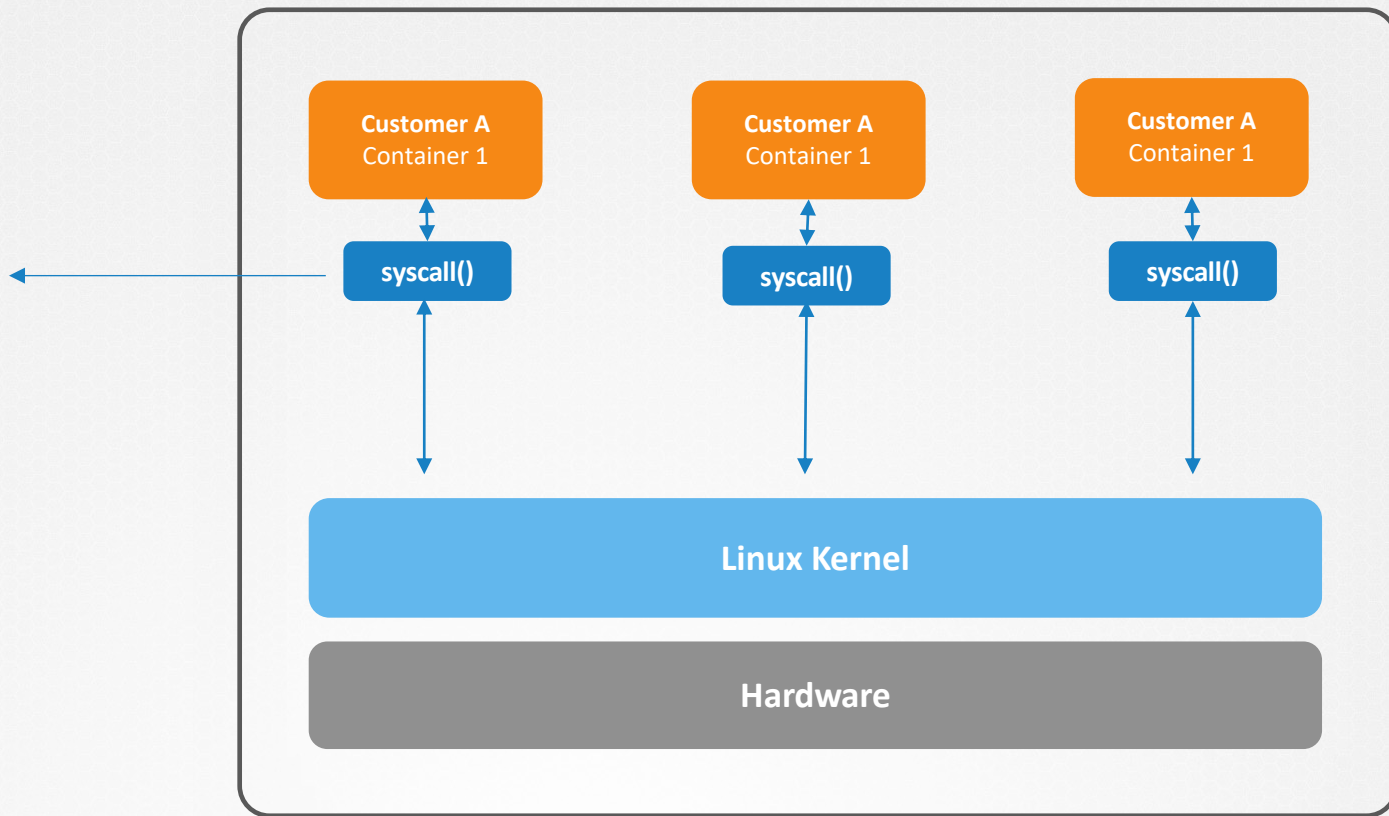 Customer A
Container 1
Customer A
Container 1
Customer A
Container 1
syscall()
syscall()
syscall()
Linux Kernel
Hardware